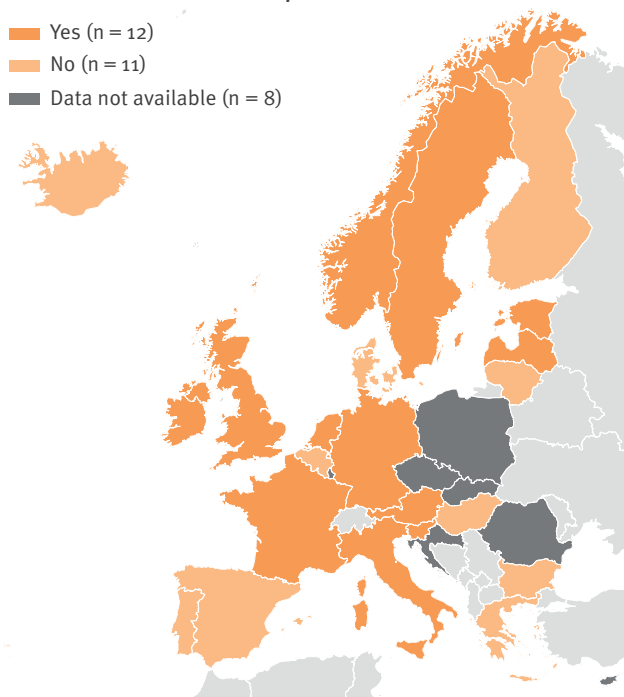 Yes (n = 12)
No (n = 11)
Data not available (n = 8)